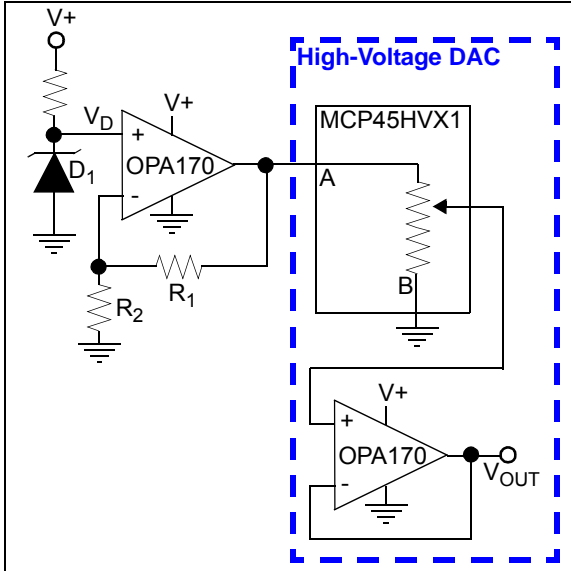 V+
High-Voltage DAC
V+
MCP45HVX1
VD
+
OPA170
A
D1
-
R1
B
R2
V+
+
OPA170
VOUT
-